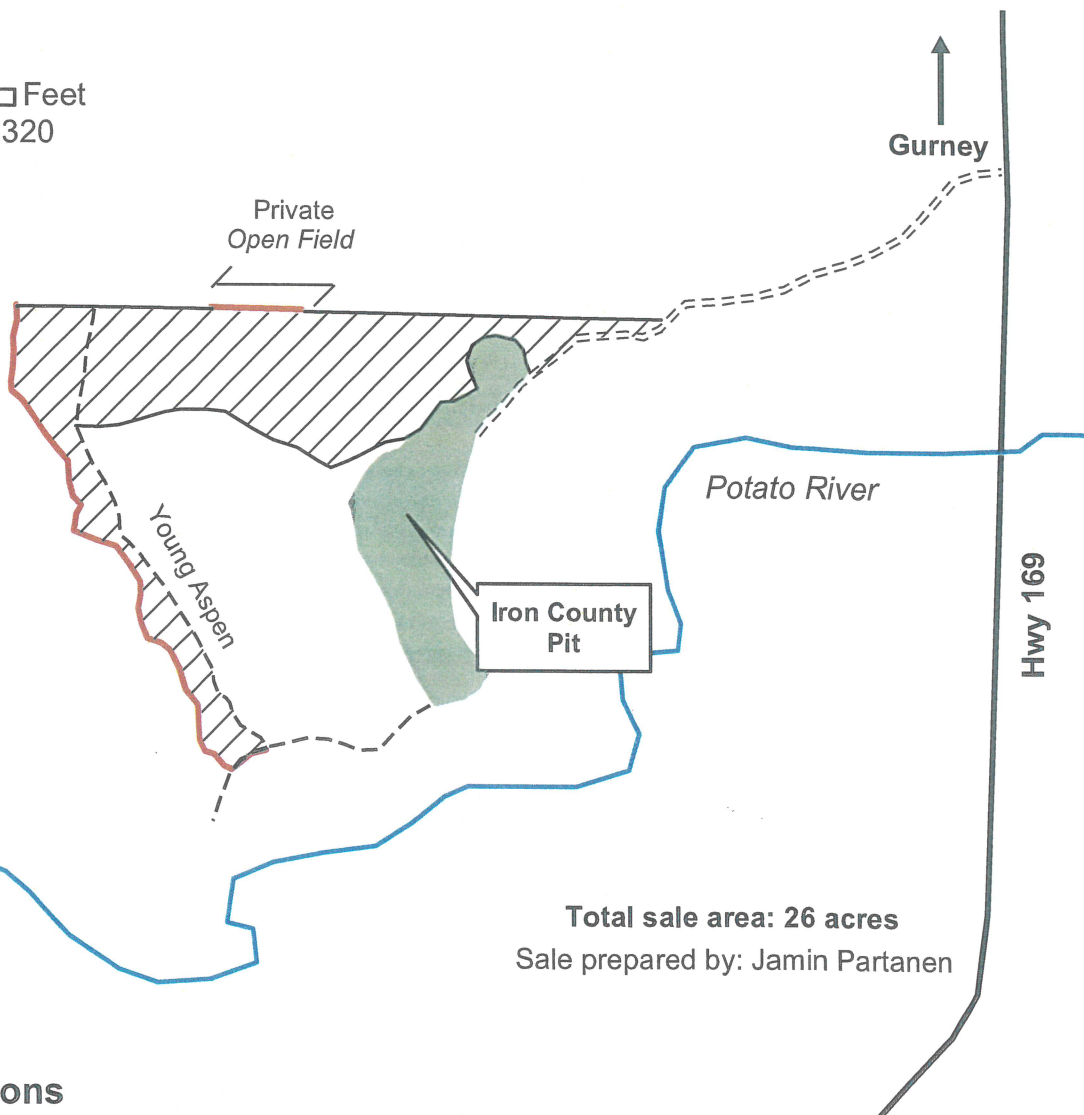 Feet
320
Gurney
Private
Open Field
Potato River
Young Aspen
Iron County
Pit
Hwy 169
Total sale area: 26 acres
Sale prepared by: Jamin Partanen
ons